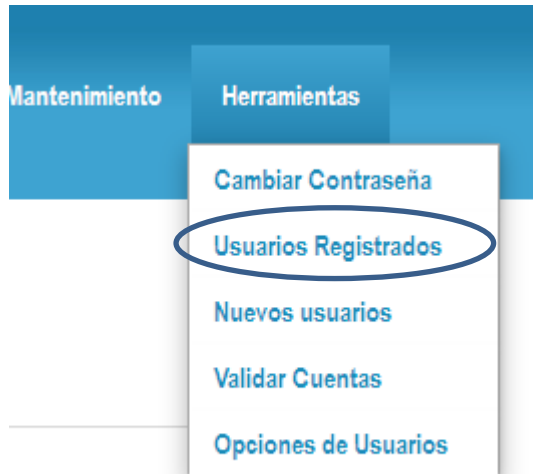 Mantenimiento Herramientas
Cambiar Contraseña
Usuarios Registrados
Nuevos usuarios
Validar Cuentas
Opciones de Usuarios